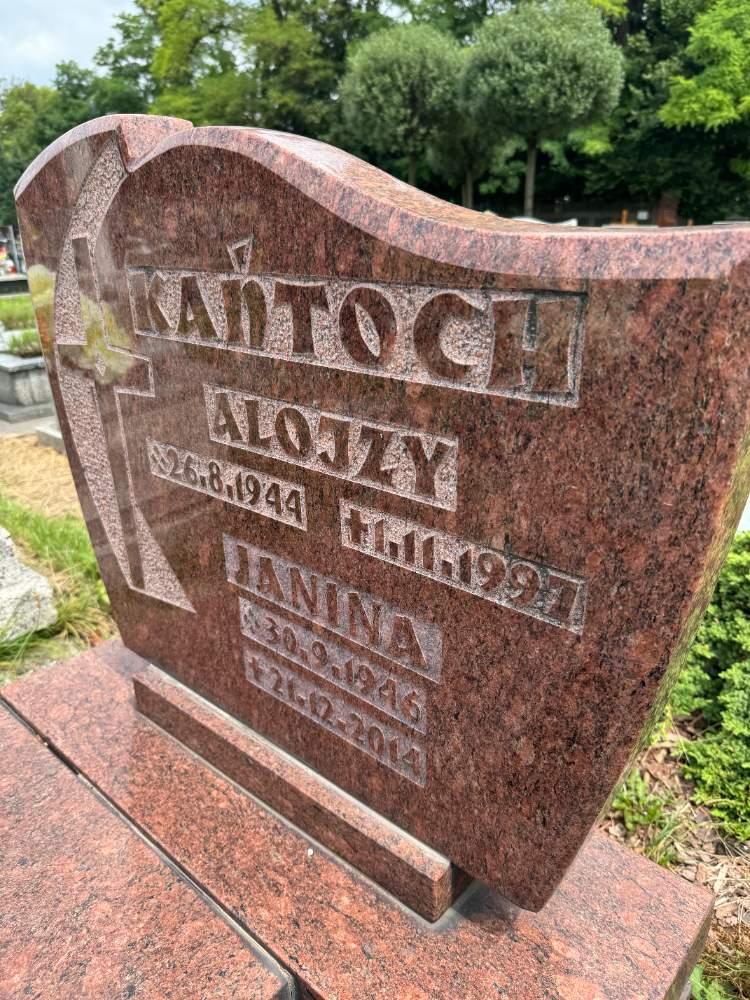 KAŃTOCH
ALOJZY
*26.8.1944
✝1.11.1997
JANINA
*30.9.1946
✝21.12.2014